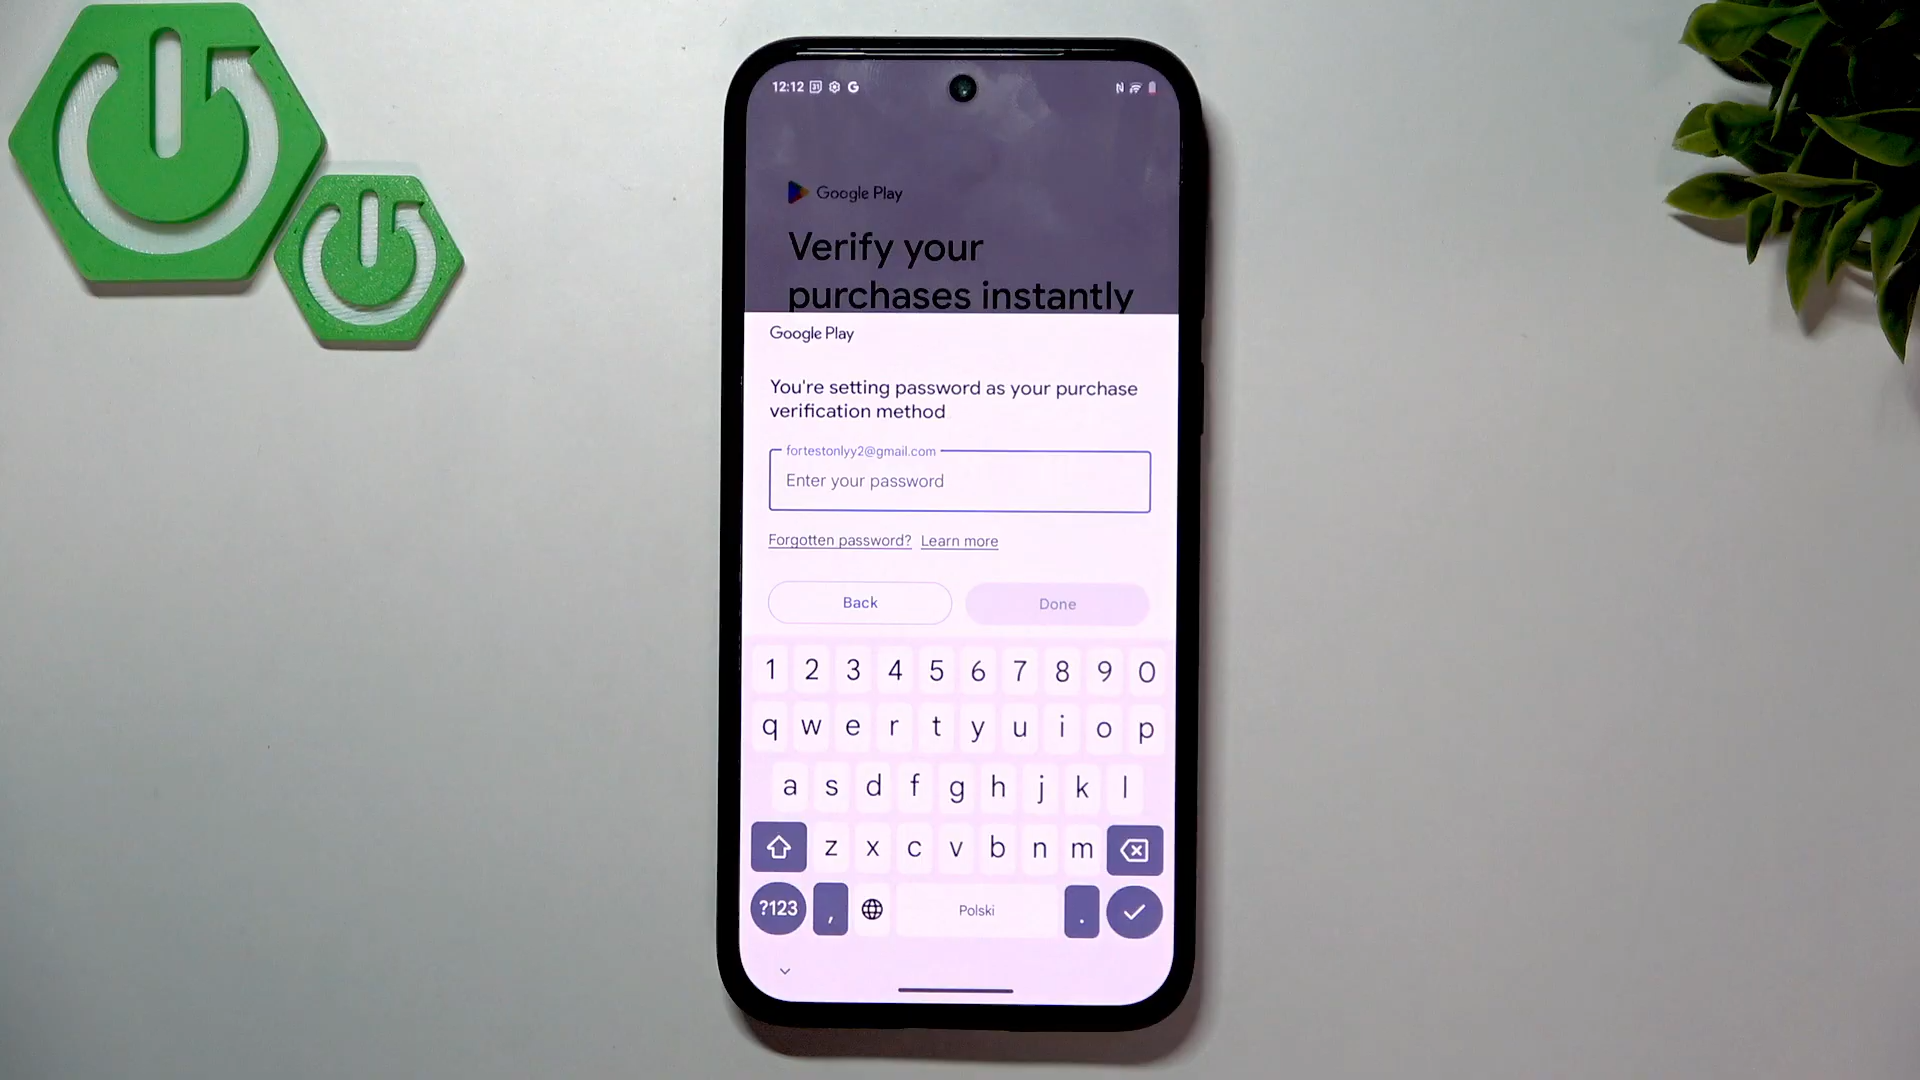 12:12
Google Play
Verify your
purchases instantly
Google Play
You're setting password as your purchase
verification method
fortestonlyy2@gmail.com
Enter your password
Forgotten password? Learn more
Back Done
1 2 3 4 5 6 7 8 9 0
q w e r t y u i o p
a s d f g h j k l
z x c v b n m
?123 , Polski .